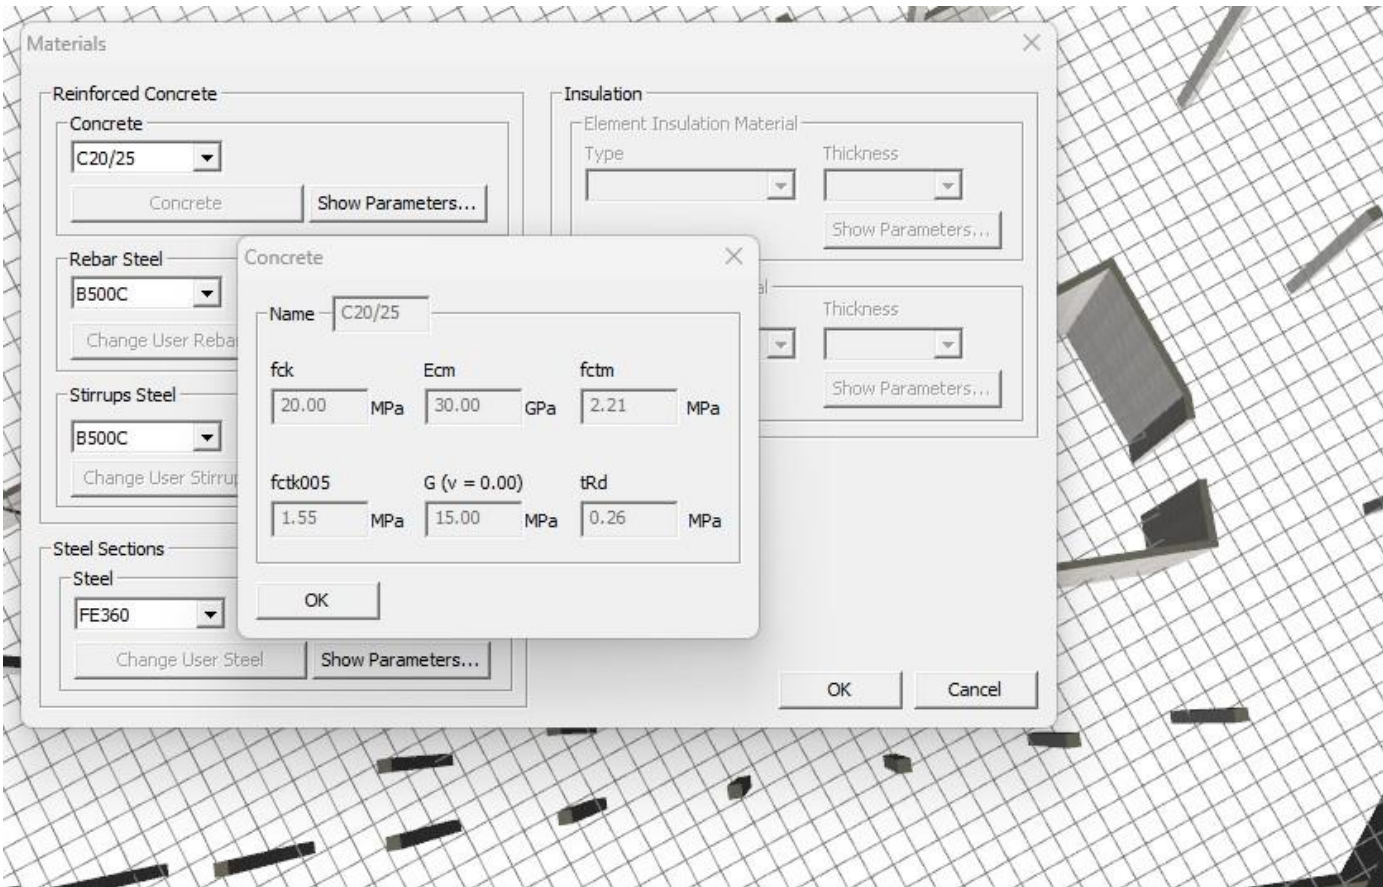 Materials
Reinforced Concrete
Concrete
C20/25
Concrete
Show Parameters...
Rebar Steel
B500C
Change User Reba
Stirrups Steel
B500C
Change User Stirrup
Steel Sections
Steel
FE360
Change User Steel
Show Parameters...
Insulation
Element Insulation Material
Type
Thickness
Show Parameters...
al
Thickness
Show Parameters...
OK
Cancel
Concrete
Name
C20/25
fck
Ecm
fctm
20.00 MPa
30.00 GPa
2.21 MPa
fctk005
G (v = 0.00)
tRd
1.55 MPa
15.00 MPa
0.26 MPa
OK